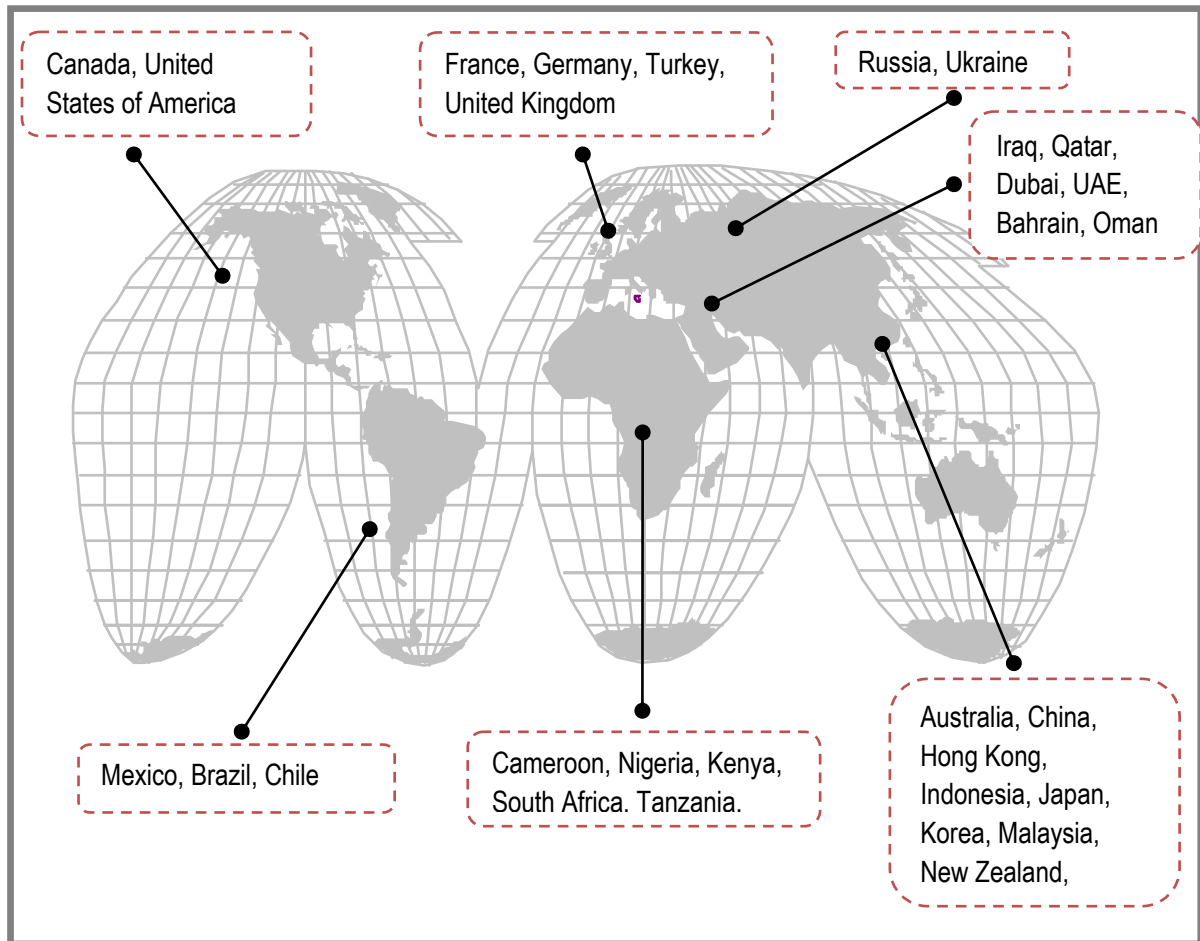 Canada, United
States of America
France, Germany, Turkey,
United Kingdom
Russia, Ukraine
Iraq, Qatar,
Dubai, UAE,
Bahrain, Oman
Mexico, Brazil, Chile
Cameroon, Nigeria, Kenya,
South Africa. Tanzania.
Australia, China,
Hong Kong,
Indonesia, Japan,
Korea, Malaysia,
New Zealand,